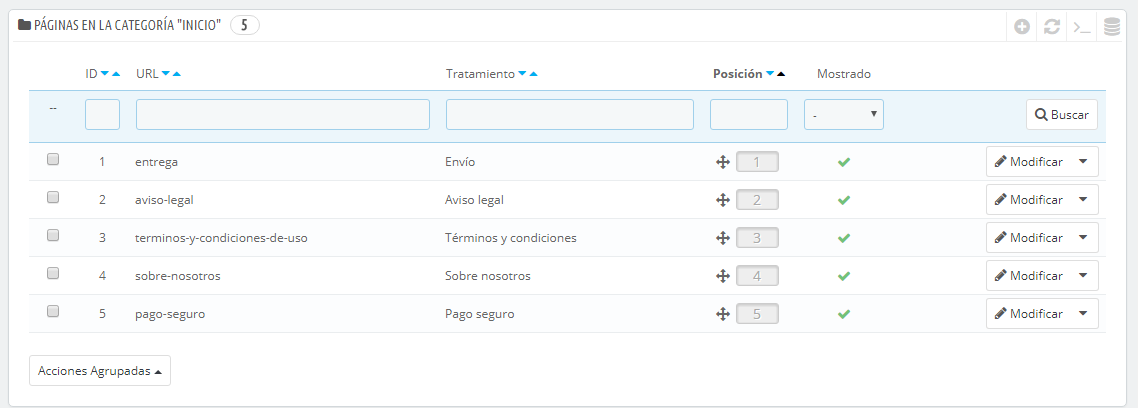 PÁGINAS EN LA CATEGORÍA "INICIO" 5
ID URL Tratamiento Posición Mostrado
-- - Buscar
1 entrega Envío 1 Modificar
2 aviso-legal Aviso legal 2 Modificar
3 terminos-y-condiciones-de-uso Términos y condiciones 3 Modificar
4 sobre-nosotros Sobre nosotros 4 Modificar
5 pago-seguro Pago seguro 5 Modificar
Acciones Agrupadas